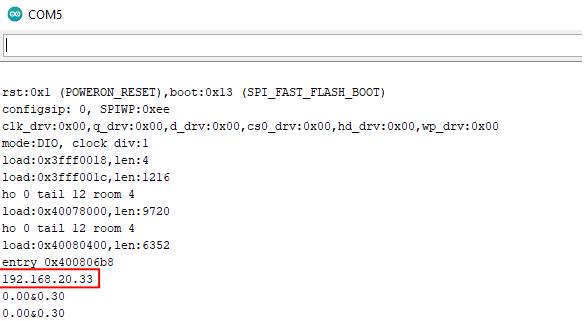 COM5
rst:0x1 (POWERON_RESET),boot:0x13 (SPI_FAST_FLASH_BOOT)
configsip: 0, SPIWP:0xee
clk_drv:0x00,q_drv:0x00,d_drv:0x00,cs0_drv:0x00,hd_drv:0x00,wp_drv:0x00
mode:DIO, clock div:1
load:0x3fff0018,len:4
load:0x3fff001c,len:1216
ho 0 tail 12 room 4
load:0x40078000,len:9720
ho 0 tail 12 room 4
load:0x40080400,len:6352
entry 0x400806b8
192.168.20.33
0.00&0.30
0.00&0.30